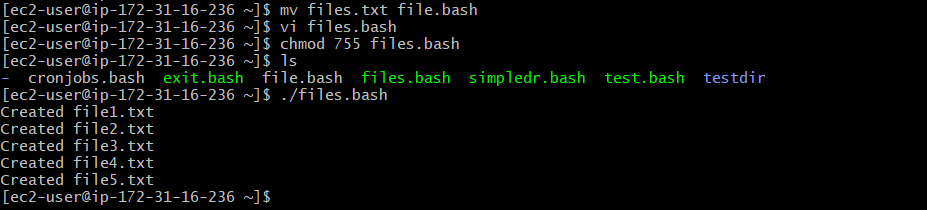 [ec2-user@ip-172-31-16-236 ~]$ mv files.txt file.bash
[ec2-user@ip-172-31-16-236 ~]$ vi files.bash
[ec2-user@ip-172-31-16-236 ~]$ chmod 755 files.bash
[ec2-user@ip-172-31-16-236 ~]$ ls
-  cronjobs.bash  exit.bash  file.bash  files.bash  simpledr.bash  test.bash  testdir
[ec2-user@ip-172-31-16-236 ~]$ ./files.bash
Created file1.txt
Created file2.txt
Created file3.txt
Created file4.txt
Created file5.txt
[ec2-user@ip-172-31-16-236 ~]$